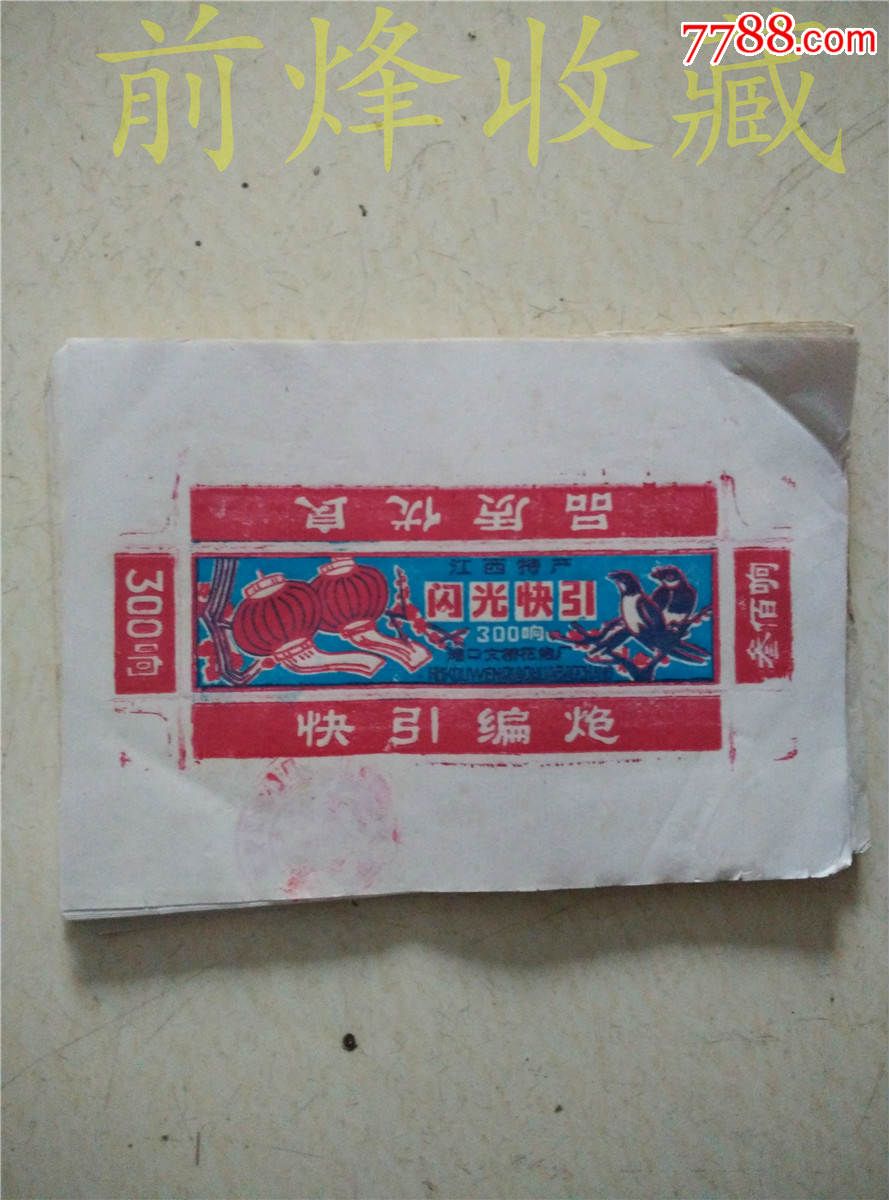 7788.com
前烽收藏
品质优良
江西特产
闪光快引
300响
300响
叁佰响
快引编炮